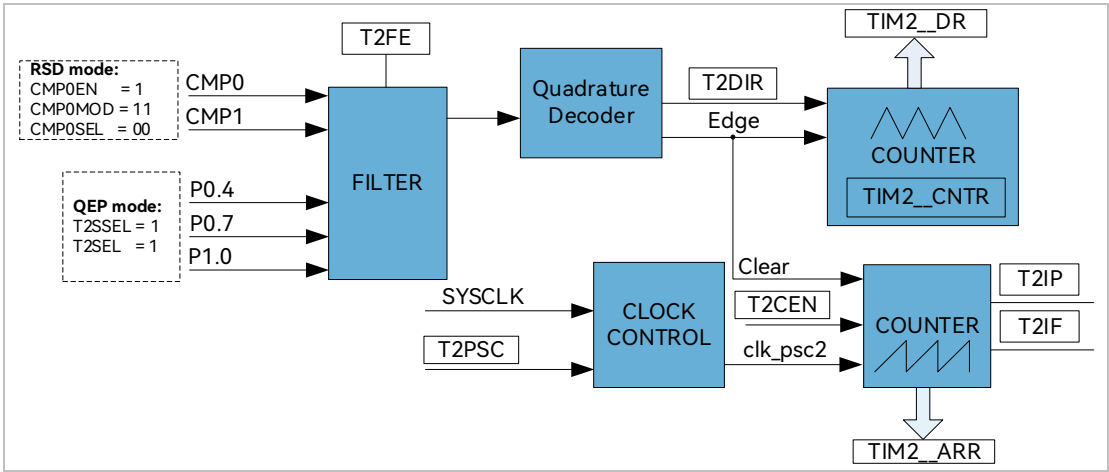 TIM2__DR
T2FE
RSD mode:
CMP0EN = 1
CMP0MOD = 11
CMP0SEL = 00
CMP0
CMP1
Quadrature
Decoder
T2DIR
Edge
COUNTER
TIM2__CNTR
FILTER
QEP mode:
T2SSEL = 1
T2SEL = 1
P0.4
P0.7
P1.0
SYSCLK
T2PSC
CLOCK
CONTROL
Clear
T2CEN
clk_psc2
COUNTER
T2IP
T2IF
TIM2__ARR